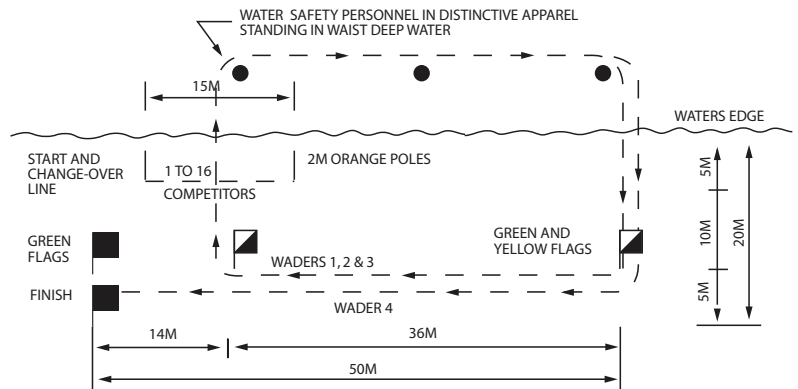 WATER SAFETY PERSONNEL IN DISTINCTIVE APPAREL
STANDING IN WAIST DEEP WATER
15M
WATERS EDGE
START AND
CHANGE-OVER
LINE
1 TO 16
COMPETITORS
2M ORANGE POLES
5M
10M
20M
5M
GREEN
FLAGS
GREEN AND
YELLOW FLAGS
WADERS 1, 2 & 3
FINISH
WADER 4
14M
36M
50M